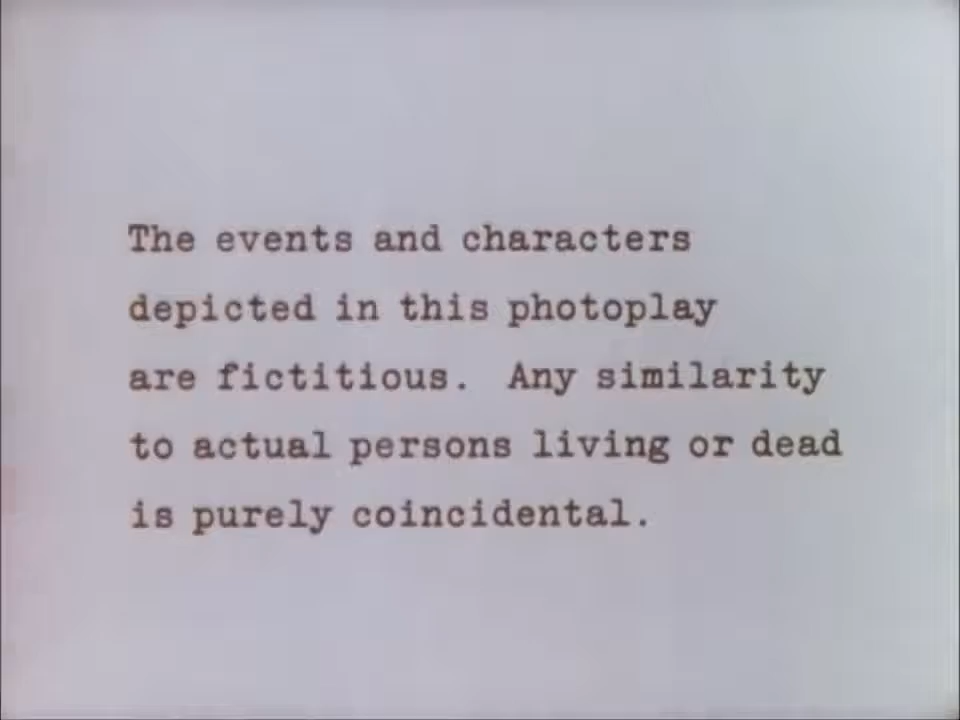 The events and characters
depicted in this photoplay
are fictitious.  Any similarity
to actual persons living or dead
is purely coincidental.